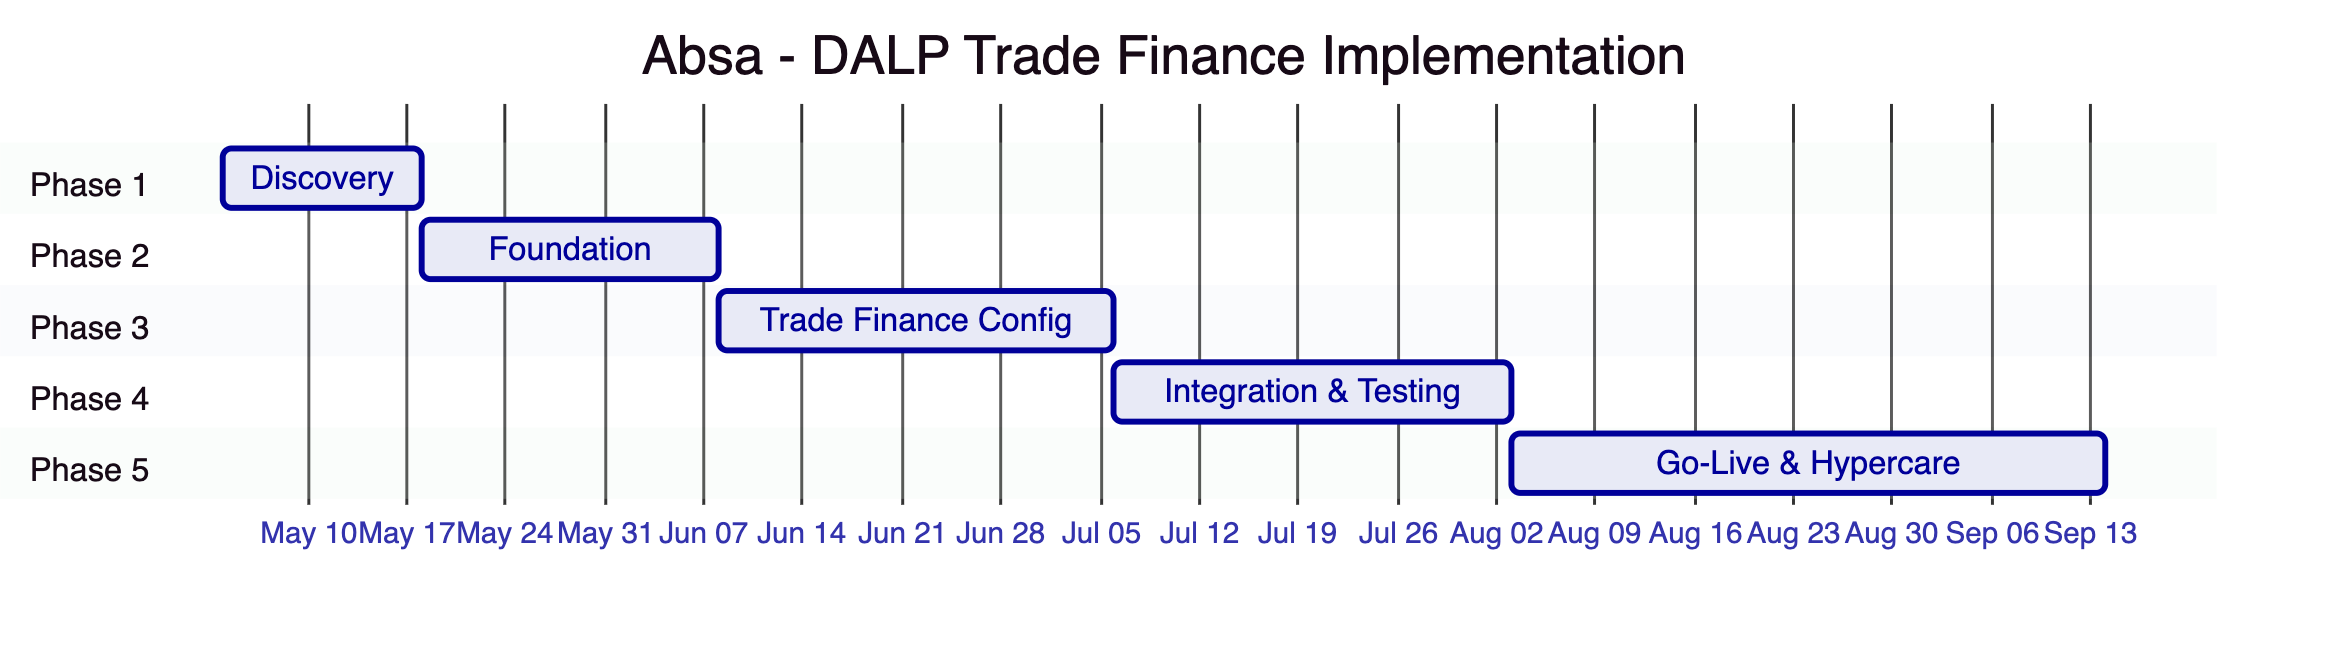 Absa - DALP Trade Finance Implementation
Phase 1
Discovery
Phase 2
Foundation
Phase 3
Trade Finance Config
Phase 4
Integration & Testing
Phase 5
Go-Live & Hypercare
May 10 May 17 May 24 May 31 Jun 07 Jun 14 Jun 21 Jun 28 Jul 05 Jul 12 Jul 19 Jul 26 Aug 02 Aug 09 Aug 16 Aug 23 Aug 30 Sep 06 Sep 13